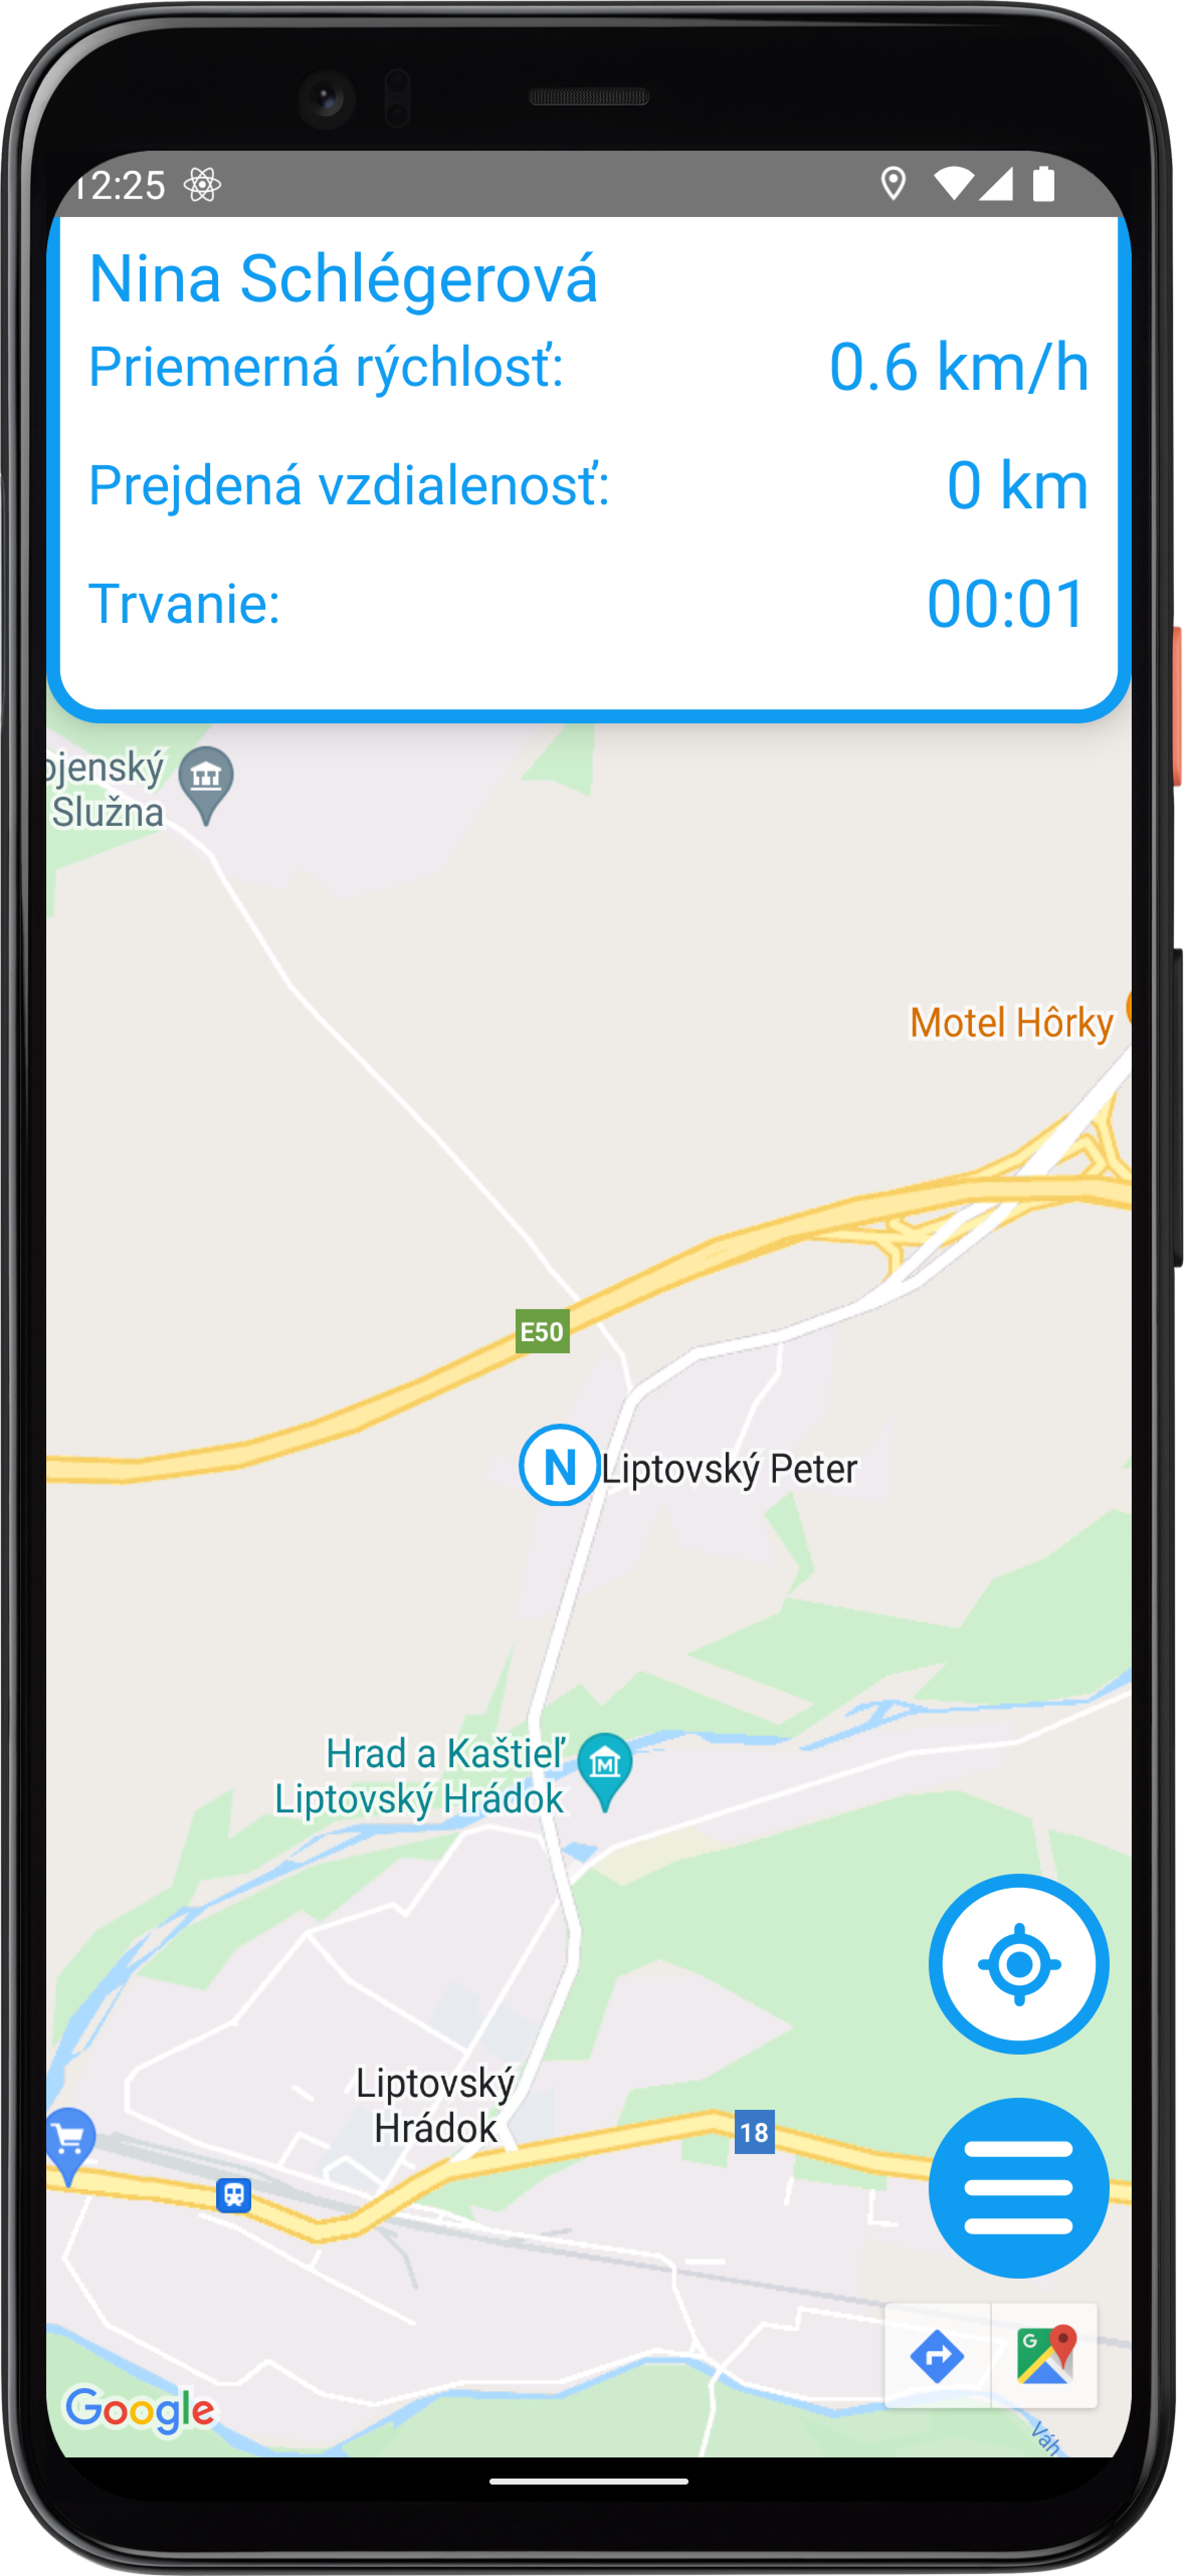 12:25
Nina Schlégerová
Priemerná rýchlosť: 0.6 km/h
Prejdená vzdialenosť: 0 km
Trvanie: 00:01
ojenský
Služna
Motel Hôrky
E50
N Liptovský Peter
Hrad a Kaštieľ
Liptovský Hrádok
Liptovský
Hrádok
18
G
Google
Váh